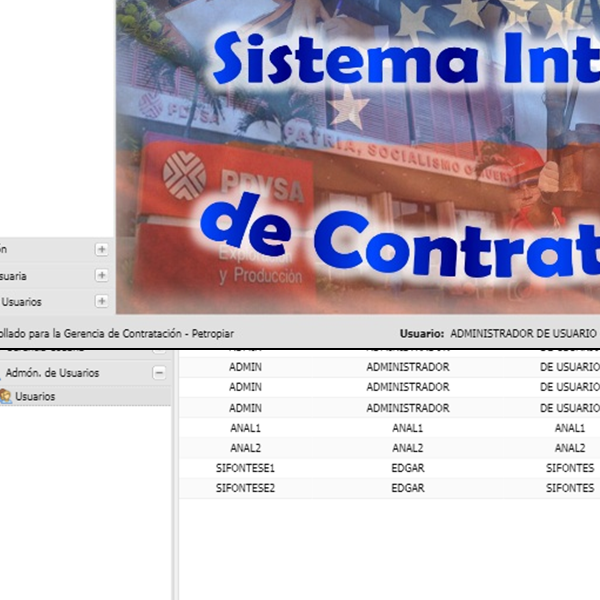 Sistema Int
PDVSA
PATRIA, SOCIALISMO O MUERT
PDVSA
de Contrat
Exploración
y Producción
ón
suaria
Usuarios
ollado para la Gerencia de Contratación - Petropiar
Usuario: ADMINISTRADOR DE USUARIO
Admón. de Usuarios
Usuarios
ADMIN ADMINISTRADOR DE USUARIO
ADMIN ADMINISTRADOR DE USUARIO
ADMIN ADMINISTRADOR DE USUARIO
ANAL1 ANAL1 ANAL1
ANAL2 ANAL2 ANAL2
SIFONTESE1 EDGAR SIFONTES
SIFONTESE2 EDGAR SIFONTES